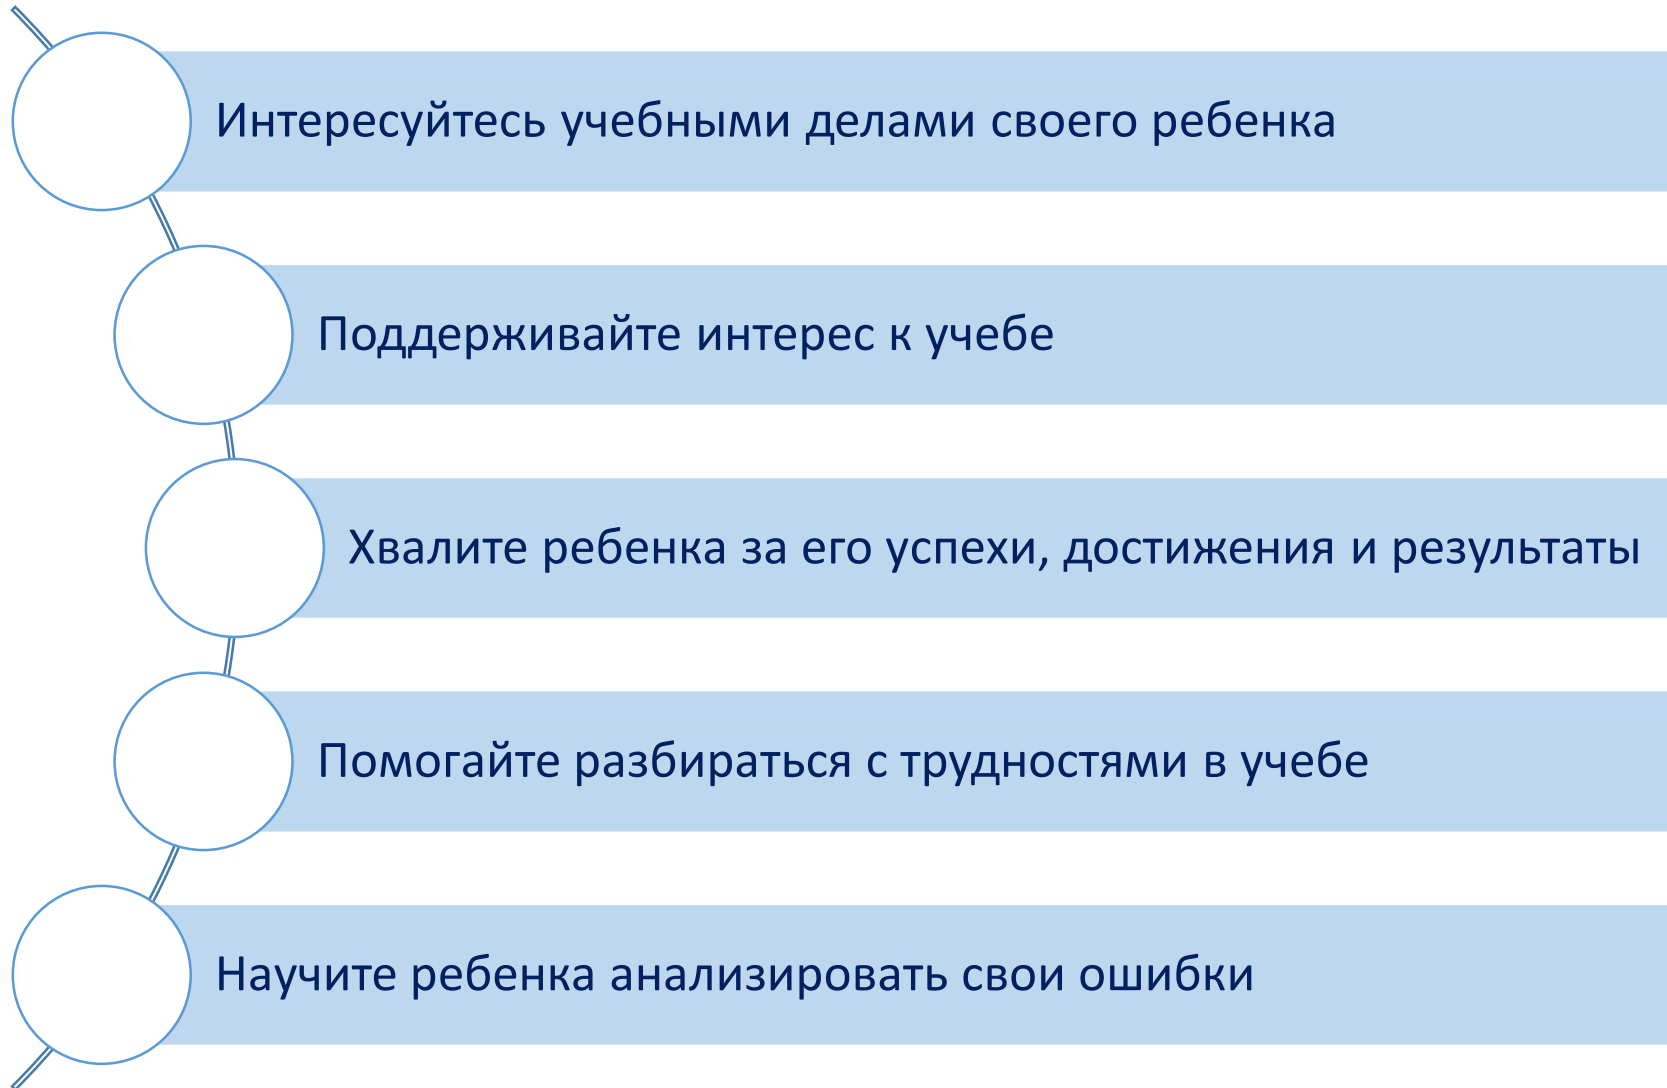 Интересуйтесь учебными делами своего ребенка
Поддерживайте интерес к учебе
Хвалите ребенка за его успехи, достижения и результаты
Помогайте разбираться с трудностями в учебе
Научите ребенка анализировать свои ошибки